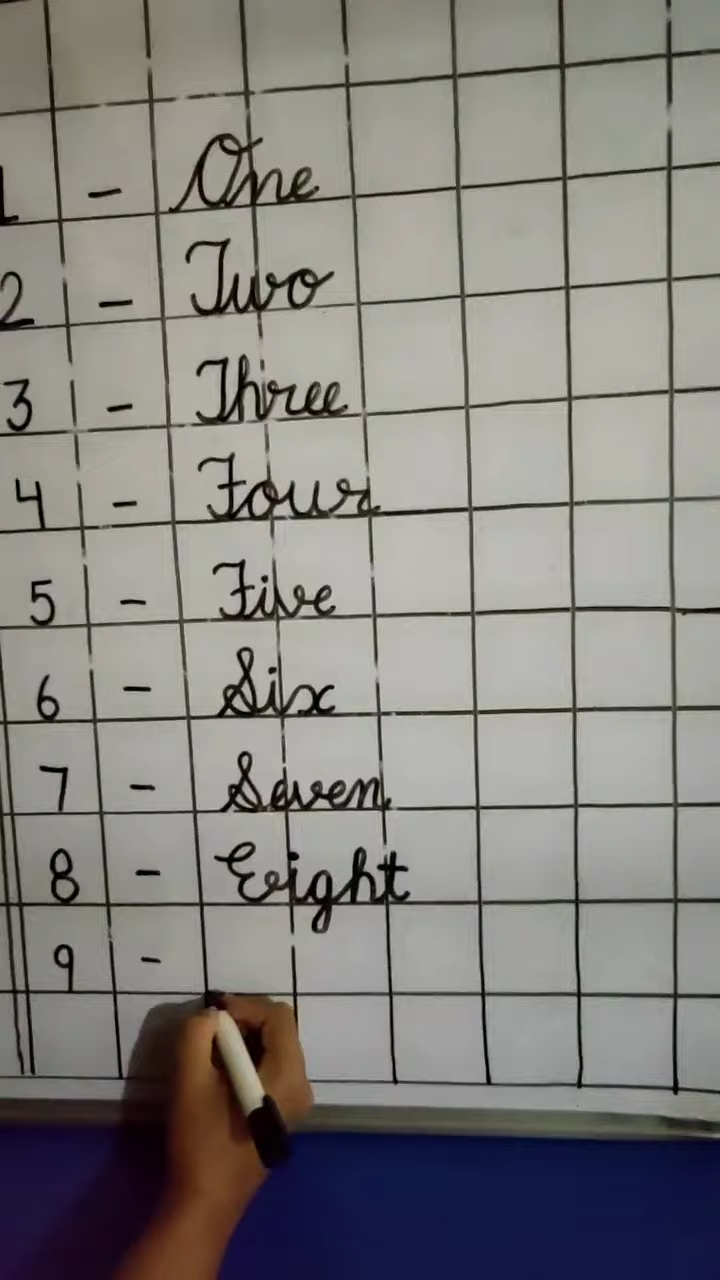 1 - One
2 - Two
3 - Three
4 - Four
5 - Five
6 - Six
7 - Seven
8 - Eight
9 -